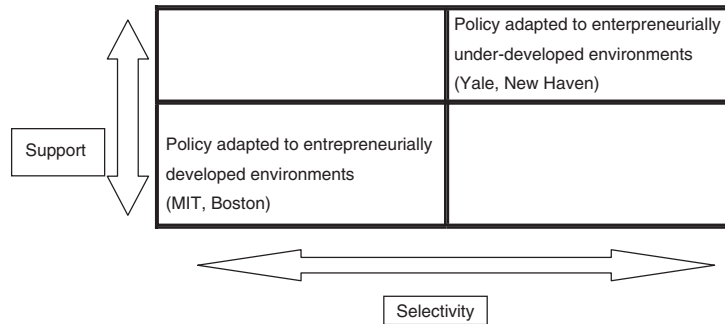 Policy adapted to enterpreneurially
under-developed environments
(Yale, New Haven)
Support
Policy adapted to entrepreneurially
developed environments
(MIT, Boston)
Selectivity